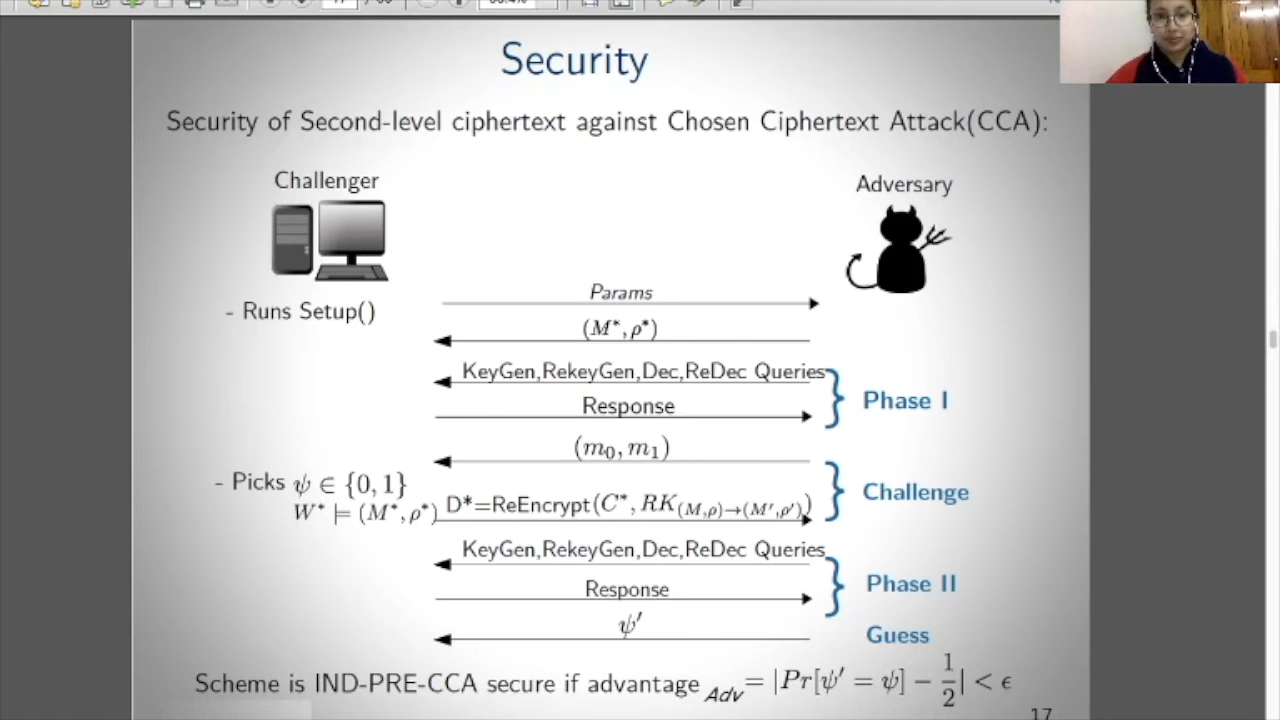 Security
Security of Second-level ciphertext against Chosen Ciphertext Attack(CCA):
Challenger
Adversary
- Runs Setup()
Params
(M*, ρ*)
KeyGen,RekeyGen,Dec,ReDec Queries
Response
Phase I
(m₀, m₁)
- Picks ψ ∈ {0, 1}
W* ⊨ (M*, ρ*)
D*=ReEncrypt(C*, RK₍M,ρ₎→₍M′,ρ′₎)
Challenge
KeyGen,RekeyGen,Dec,ReDec Queries
Response
Phase II
ψ′
Guess
Scheme is IND-PRE-CCA secure if advantage Adv = |Pr[ψ′ = ψ] − 1/2| < ϵ
17